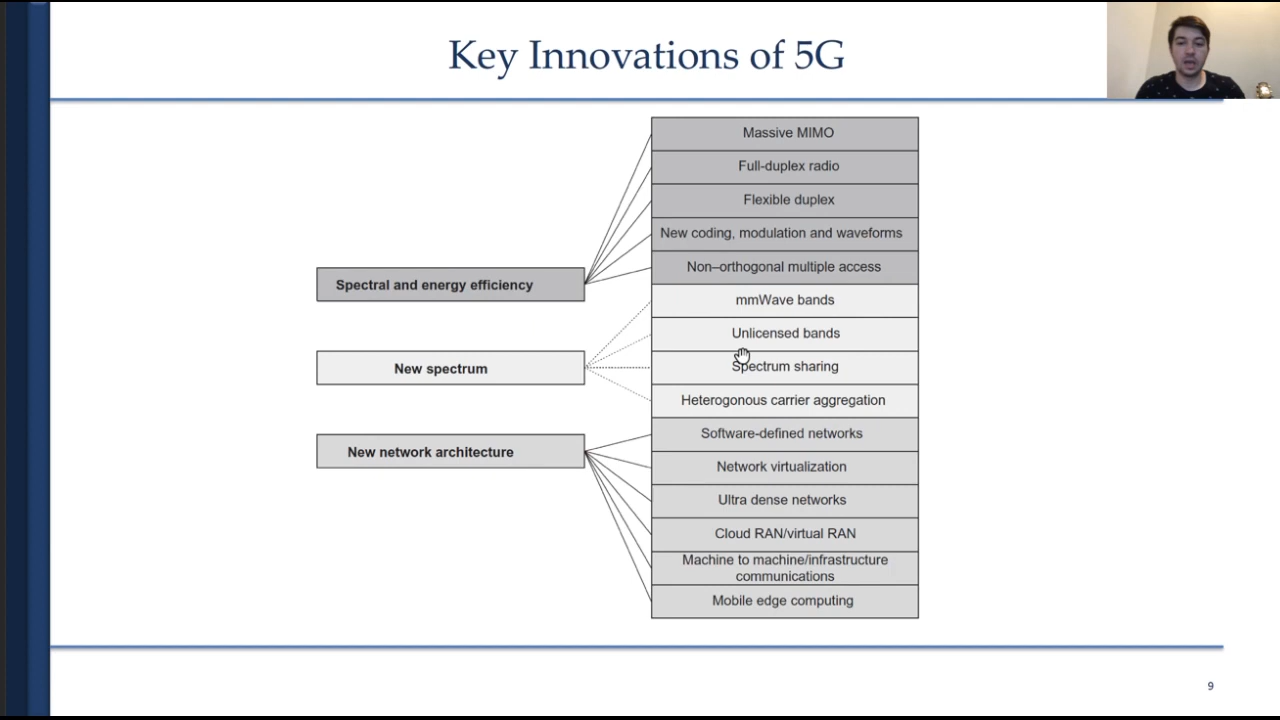 Key Innovations of 5G
Massive MIMO
Full-duplex radio
Flexible duplex
New coding, modulation and waveforms
Non–orthogonal multiple access
Spectral and energy efficiency
mmWave bands
Unlicensed bands
New spectrum
Spectrum sharing
Heterogonous carrier aggregation
Software-defined networks
New network architecture
Network virtualization
Ultra dense networks
Cloud RAN/virtual RAN
Machine to machine/infrastructure
communications
Mobile edge computing
9